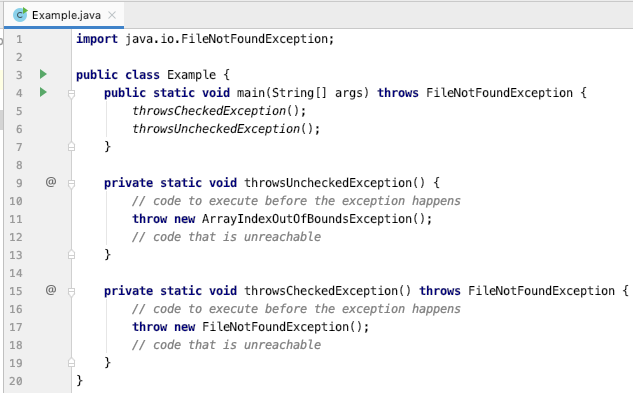 Example.java
1 import java.io.FileNotFoundException;
2
3 public class Example {
4 public static void main(String[] args) throws FileNotFoundException {
5 throwsCheckedException();
6 throwsUncheckedException();
7 }
8
9 @ private static void throwsUncheckedException() {
10 // code to execute before the exception happens
11 throw new ArrayIndexOutOfBoundsException();
12 // code that is unreachable
13 }
14
15 @ private static void throwsCheckedException() throws FileNotFoundException {
16 // code to execute before the exception happens
17 throw new FileNotFoundException();
18 // code that is unreachable
19 }
20 }